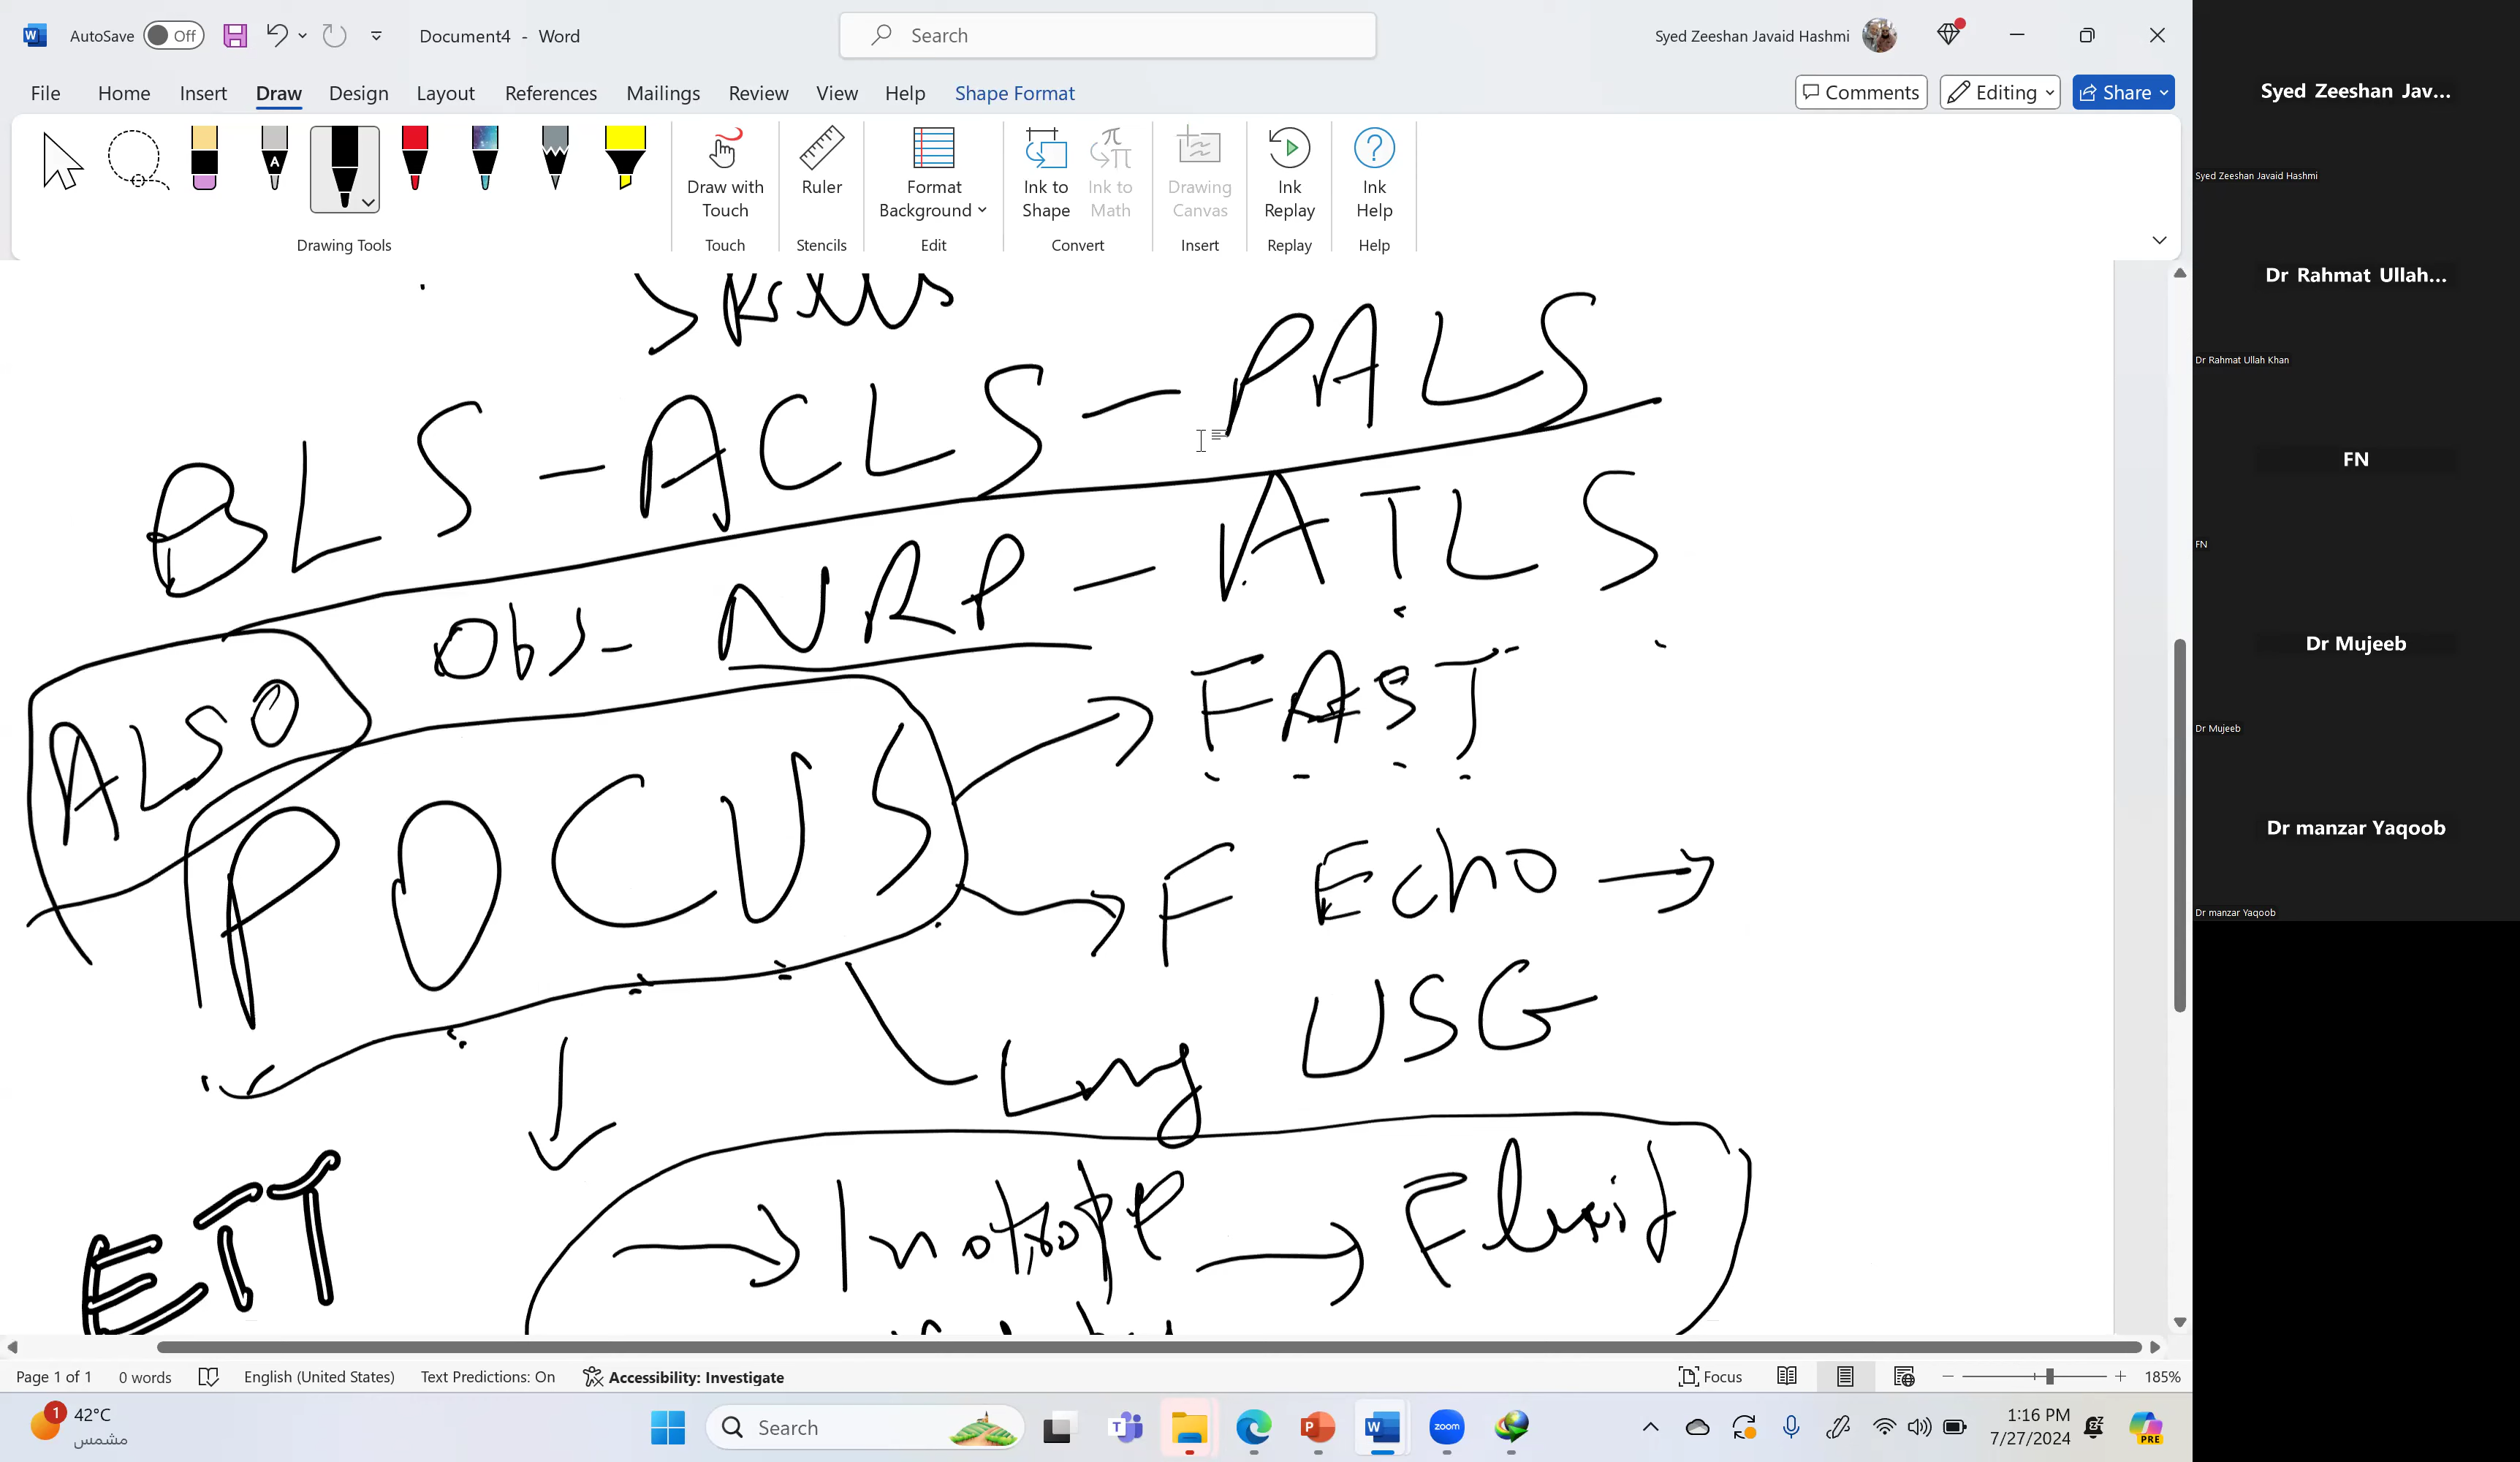 AutoSave Off Document4 - Word Search Syed Zeeshan Javaid Hashmi
File Home Insert Draw Design Layout References Mailings Review View Help Shape Format Comments Editing Share
A
Draw with Touch Ruler Format Background Ink to Shape Ink to Math Drawing Canvas Ink Replay Ink Help
Drawing Tools Touch Stencils Edit Convert Insert Replay Help
Skills
BLS - ACLS - PALS
Obs - NRP - ATLS
ALSO
FAST
POCUS
F Echo →
Lung USG
ETT
→ Inotrope → Fluid
Page 1 of 1 0 words English (United States) Text Predictions: On Accessibility: Investigate Focus 185%
1 42°C
مشمس
Search
T P W zoom
1:16 PM
7/27/2024
PRE
Syed Zeeshan Jav...
Syed Zeeshan Javaid Hashmi
Dr Rahmat Ullah...
Dr Rahmat Ullah Khan
FN
FN
Dr Mujeeb
Dr Mujeeb
Dr manzar Yaqoob
Dr manzar Yaqoob